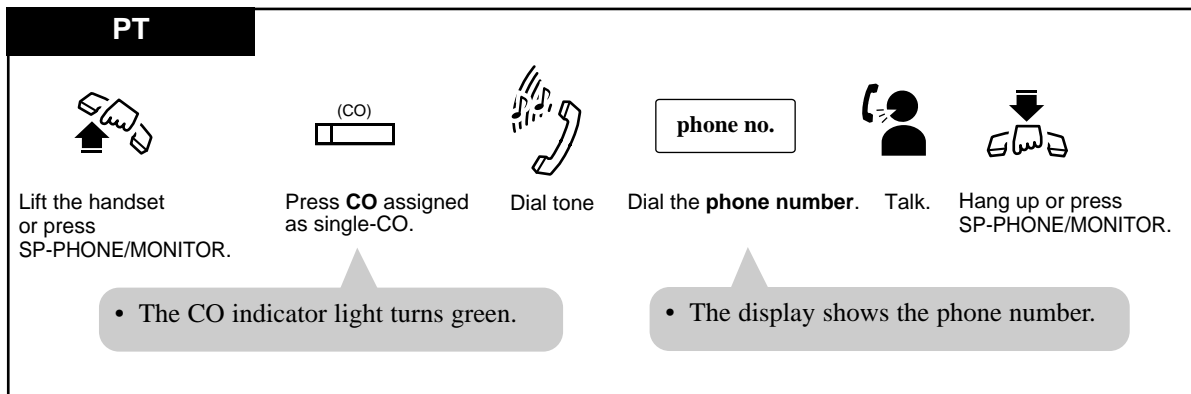 PT
(CO)
phone no.
Lift the handset
or press
SP-PHONE/MONITOR.
Press CO assigned
as single-CO.
Dial tone
Dial the phone number.
Talk.
Hang up or press
SP-PHONE/MONITOR.
• The CO indicator light turns green.
• The display shows the phone number.